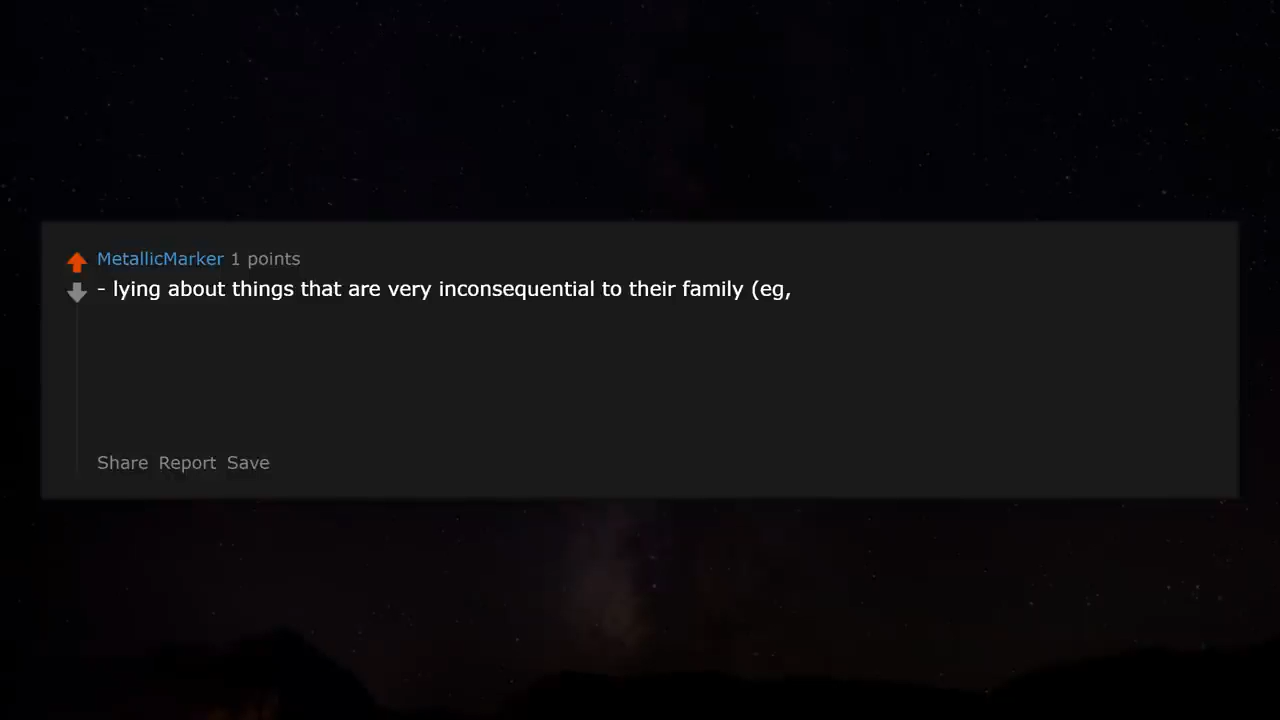 MetallicMarker 1 points
- lying about things that are very inconsequential to their family (eg,
Share Report Save